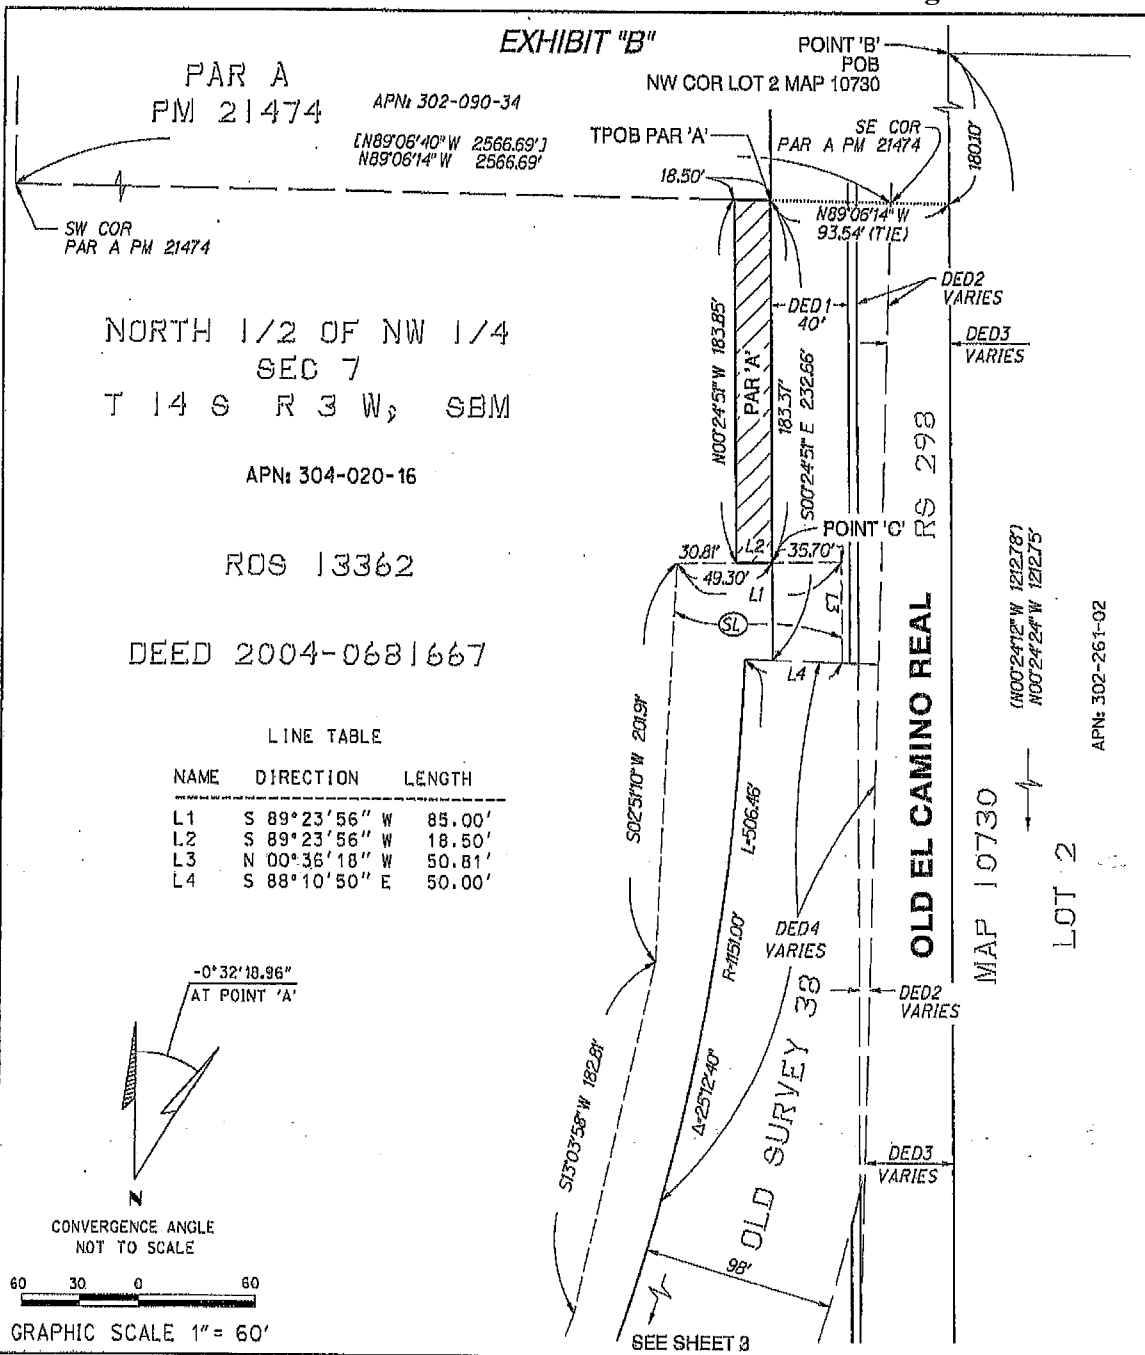 EXHIBIT "B"
PAR A
PM 21474
APN: 302-090-34
[N89°06'40"W 2566.69']
N89°06'14"W 2566.69'
POINT 'B'
POB
NW COR LOT 2 MAP 10730
TPOB PAR 'A'
SE COR
PAR A PM 21474
180.10'
18.50'
SW COR
PAR A PM 21474
N89°06'14"W
93.54' (TIE)
DED2
VARIES
DED1
40'
DED3
VARIES
NORTH 1/2 OF NW 1/4
SEC 7
T 14 S R 3 W, SBM
N00°24'51"W 183.85'
PAR 'A'
183.37'
S00°24'51"E 232.66'
RS 298
APN: 304-020-16
POINT 'C'
ROS 13362
30.81'
L2
35.70'
49.30'
L1
L3
SL
L4
(N00°24'12"W 1212.78')
N00°24'24"W 1212.75'
APN: 302-261-02
DEED 2004-0681667
OLD EL CAMINO REAL
S02°51'10"W 201.91'
L=506.46'
R=1151.00'
Δ=25°12'40"
LINE TABLE
NAME DIRECTION LENGTH
L1 S 89°23'56" W 85.00'
L2 S 89°23'56" W 18.50'
L3 N 00°36'18" W 50.81'
L4 S 88°10'50" E 50.00'
MAP 10730
LOT 2
DED4
VARIES
DED2
VARIES
-0°32'18.96"
AT POINT 'A'
OLD SURVEY 38
S13°03'58"W 182.81'
DED3
VARIES
N
CONVERGENCE ANGLE
NOT TO SCALE
98'
60 30 0 60
GRAPHIC SCALE 1"= 60'
SEE SHEET 3